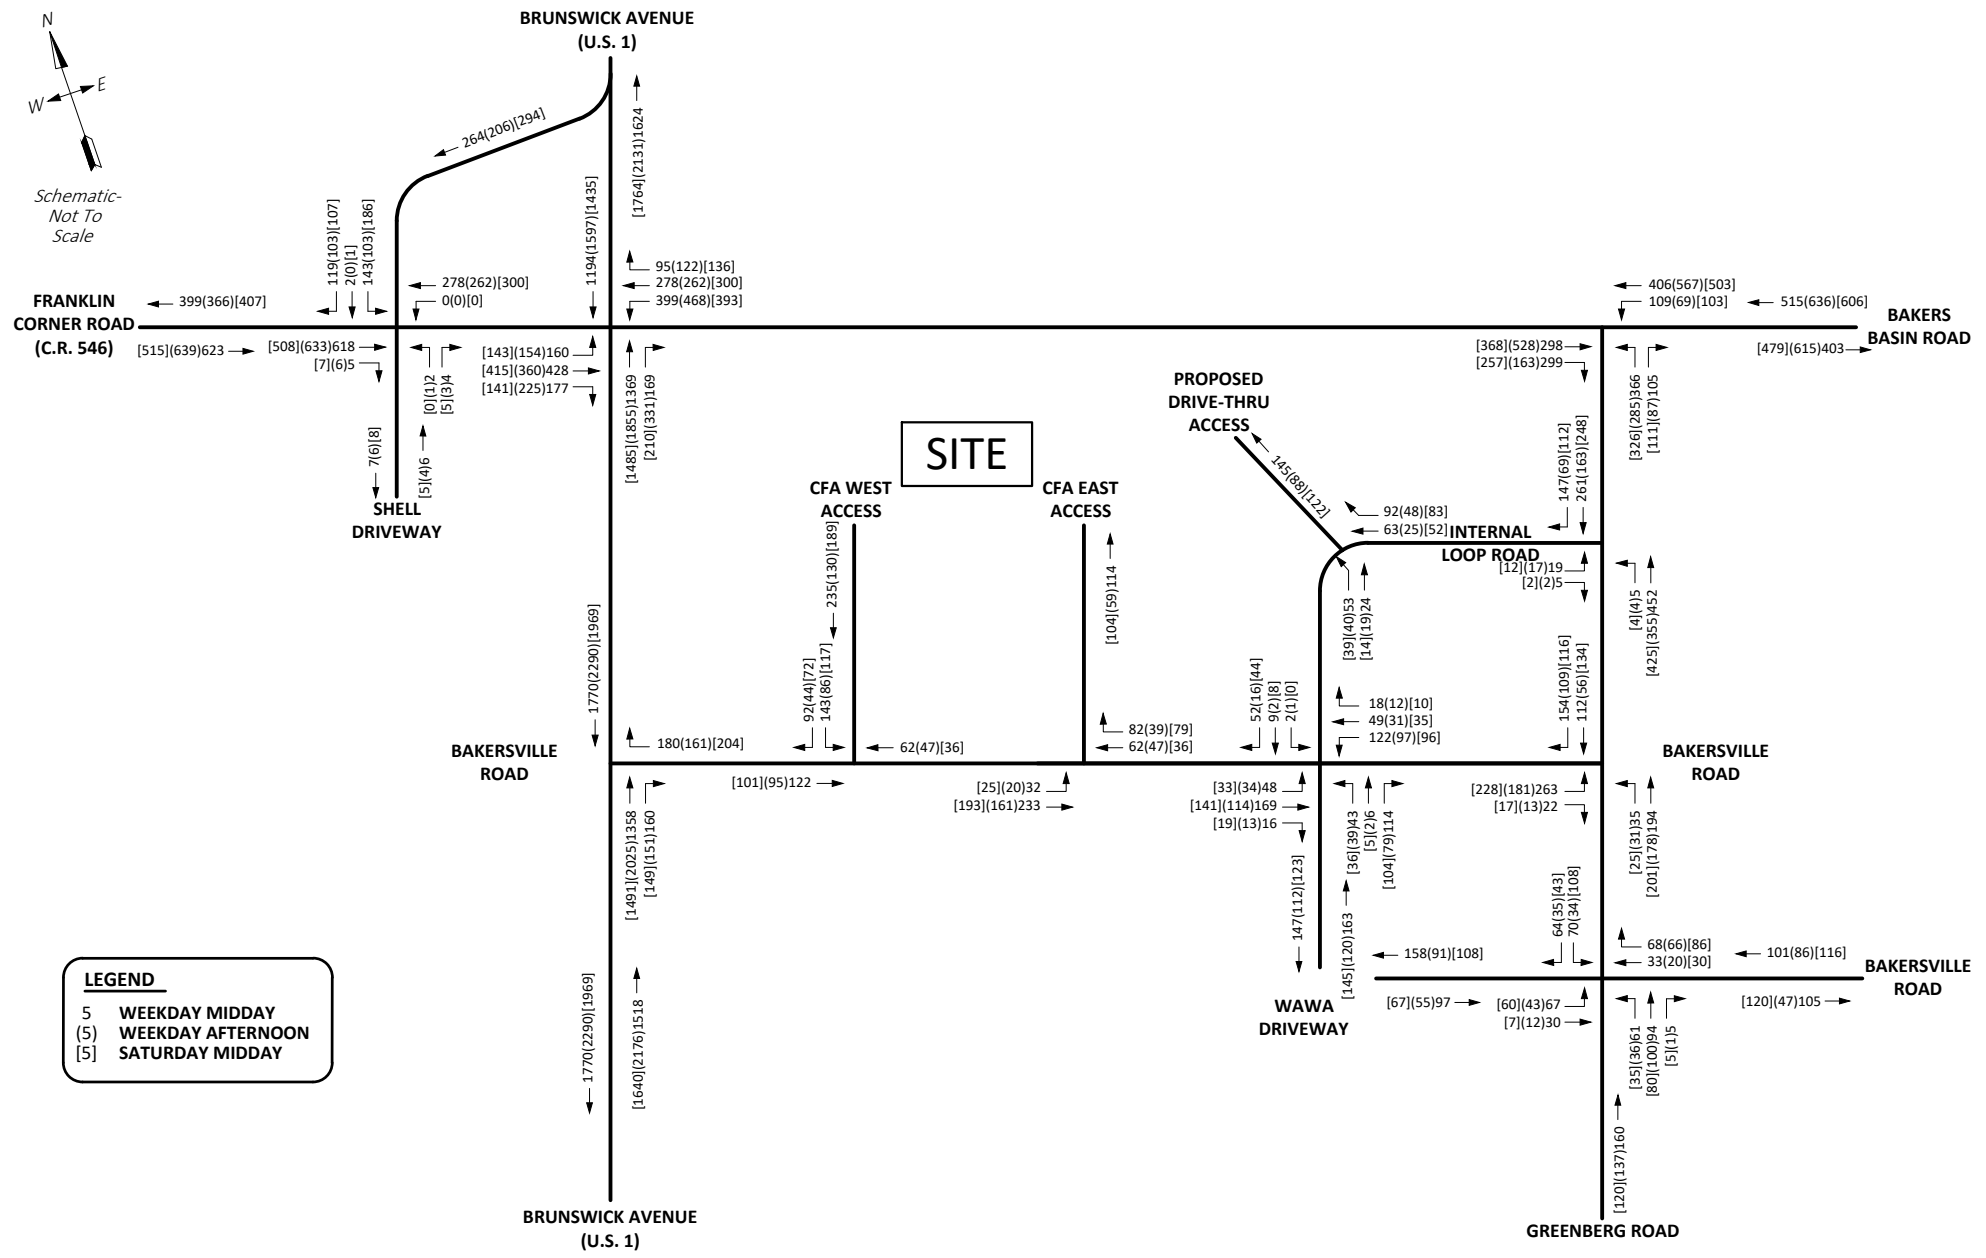 BRUNSWICK AVENUE
(U.S. 1)
N
W
E
Schematic-
Not To
Scale
264(206)[294]
[1764](2131)1624
119(103)[107]
2(0)[1]
143(103)[186]
1194(1597)[1435]
278(262)[300]
0(0)[0]
95(122)[136]
278(262)[300]
399(468)[393]
406(567)[503]
109(69)[103]
515(636)[606]
FRANKLIN
CORNER ROAD
(C.R. 546)
399(366)[407]
[515](639)623
[508](633)618
[7](6)5
[0](1)2
[5](3)4
[143](154)160
[415](360)428
[141](225)177
[1485](1855)1369
[210](331)169
[368](528)298
[257](163)299
[326](285)366
[111](87)105
BAKERS
BASIN ROAD
[479](615)403
7(6)[8]
[5](4)6
SHELL
DRIVEWAY
SITE
PROPOSED
DRIVE-THRU
ACCESS
145(88)[122]
CFA WEST
ACCESS
CFA EAST
ACCESS
92(48)[83]
63(25)[52]
INTERNAL
LOOP ROAD
147(69)[112]
261(163)[248]
[12](17)19
[2](2)5
[4](4)5
[425](355)452
[39](40)53
[14](19)24
235(130)[189]
[104](59)114
1770(2290)[1969]
92(44)[72]
143(86)[117]
52(16)[44]
9(2)[8]
2(1)[0]
18(12)[10]
49(31)[35]
122(97)[96]
154(109)[116]
112(56)[134]
BAKERSVILLE
ROAD
180(161)[204]
62(47)[36]
82(39)[79]
62(47)[36]
BAKERSVILLE
ROAD
[101](95)122
[25](20)32
[193](161)233
[33](34)48
[141](114)169
[19](13)16
[228](181)263
[17](13)22
[1491](2025)1358
[149](151)160
[36](39)43
[5](2)6
[104](79)114
[25](31)35
[201](178)194
147(112)[123]
[145](120)163
64(35)[43]
70(34)[108]
158(91)[108]
68(66)[86]
33(20)[30]
101(86)[116]
BAKERSVILLE
ROAD
[67](55)97
[60](43)67
[7](12)30
[120](47)105
WAWA
DRIVEWAY
[35](36)61
[80](100)94
[5](1)5
1770(2290)[1969]
[1640](2176)1518
[120](137)160
LEGEND
5 WEEKDAY MIDDAY
(5) WEEKDAY AFTERNOON
[5] SATURDAY MIDDAY
BRUNSWICK AVENUE
(U.S. 1)
GREENBERG ROAD